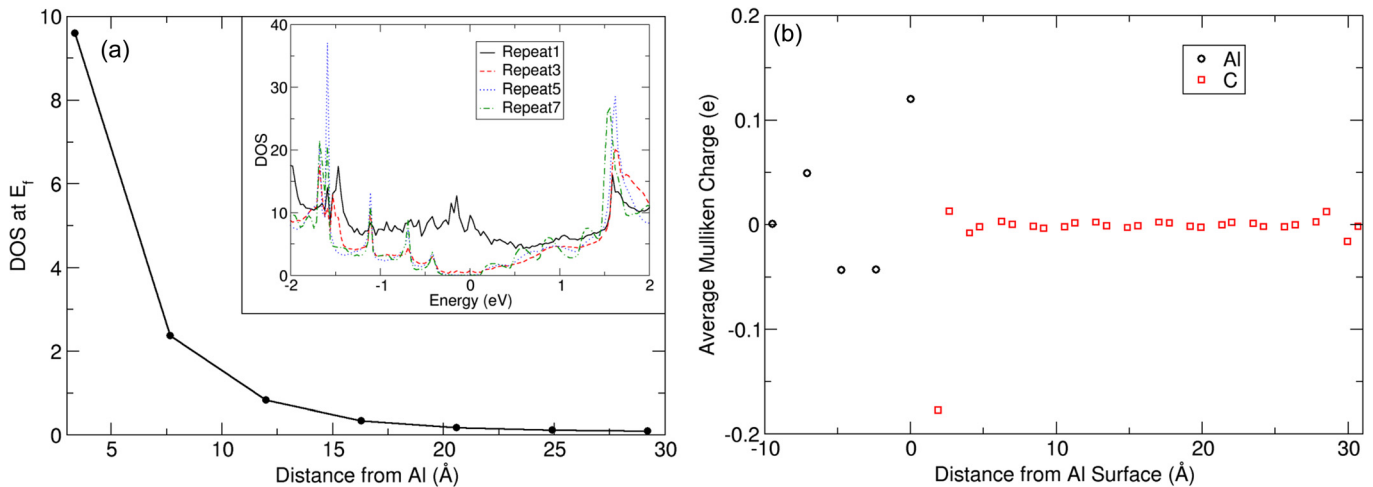 (a)
DOS at E_f
10
8
6
4
2
0
5
10
15
20
25
30
Distance from Al (Å)
DOS
40
30
20
10
0
-2
-1
0
1
2
Energy (eV)
Repeat1
Repeat3
Repeat5
Repeat7
(b)
Average Mulliken Charge (e)
0.2
0.1
0
-0.1
-0.2
-10
0
10
20
30
Distance from Al Surface (Å)
Al
C